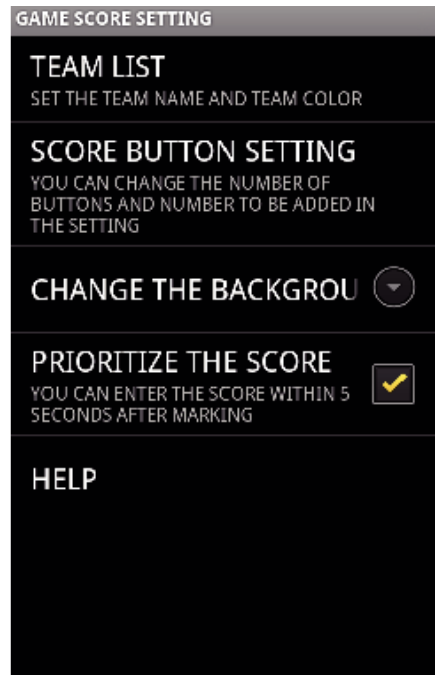 GAME SCORE SETTING
TEAM LIST
SET THE TEAM NAME AND TEAM COLOR
SCORE BUTTON SETTING
YOU CAN CHANGE THE NUMBER OF
BUTTONS AND NUMBER TO BE ADDED IN
THE SETTING
CHANGE THE BACKGROU
PRIORITIZE THE SCORE
YOU CAN ENTER THE SCORE WITHIN 5
SECONDS AFTER MARKING
HELP